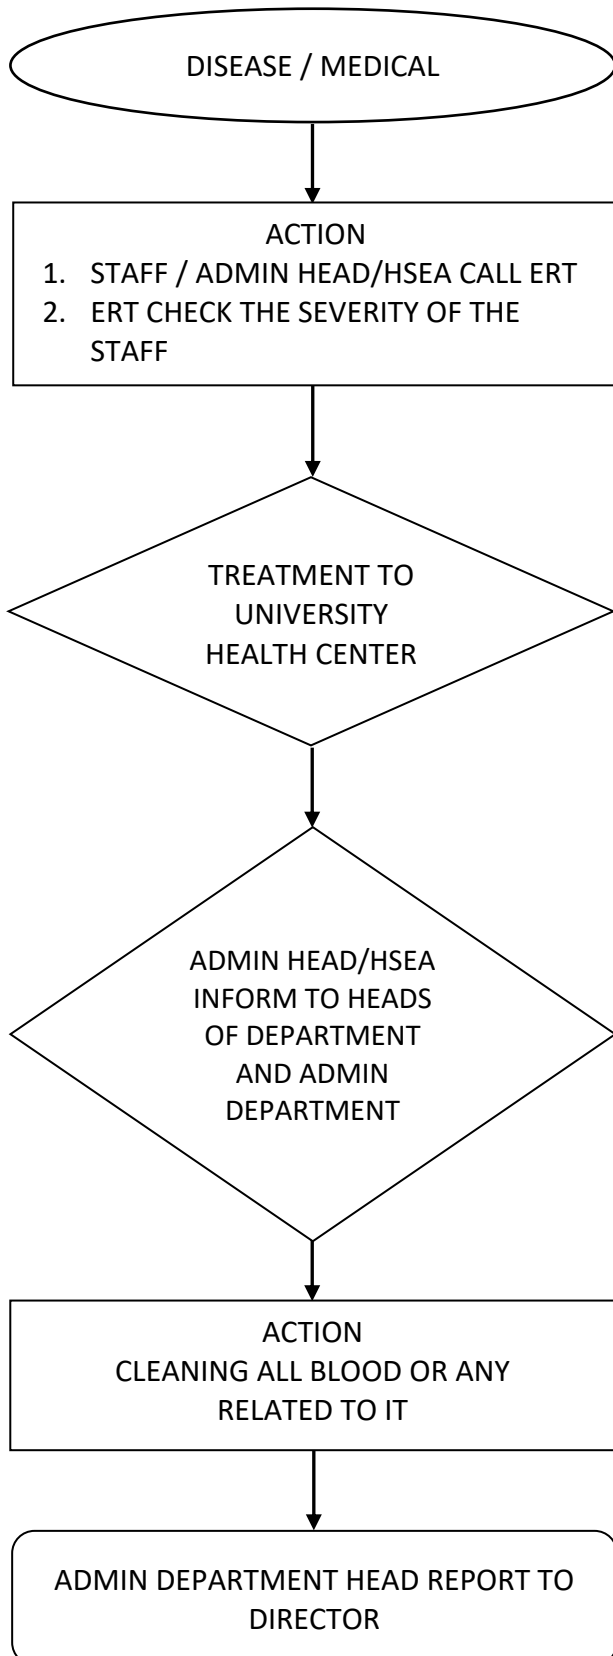 DISEASE / MEDICAL
ACTION
1. STAFF / ADMIN HEAD/HSEA CALL ERT
2. ERT CHECK THE SEVERITY OF THE
STAFF
TREATMENT TO
UNIVERSITY
HEALTH CENTER
ADMIN HEAD/HSEA
INFORM TO HEADS
OF DEPARTMENT
AND ADMIN
DEPARTMENT
ACTION
CLEANING ALL BLOOD OR ANY
RELATED TO IT
ADMIN DEPARTMENT HEAD REPORT TO
DIRECTOR